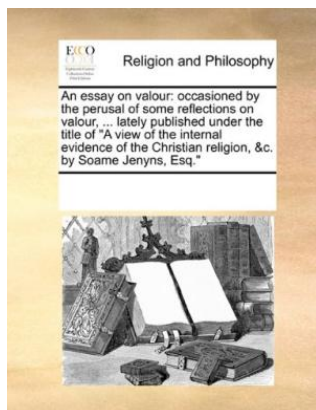 ECCO
Religion and Philosophy
An essay on valour: occasioned by
the perusal of some reflections on
valour, ... lately published under the
title of "A view of the internal
evidence of the Christian religion, &c.
by Soame Jenyns, Esq."